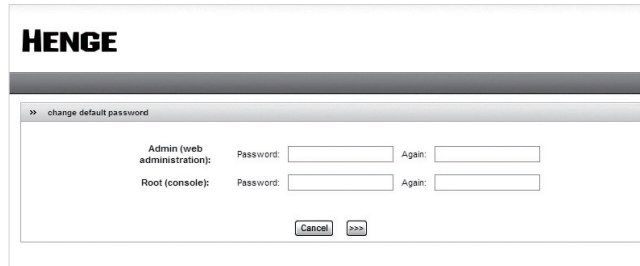 HENGE
» change default password
Admin (web
administration): Password: Again:
Root (console): Password: Again:
Cancel >>>